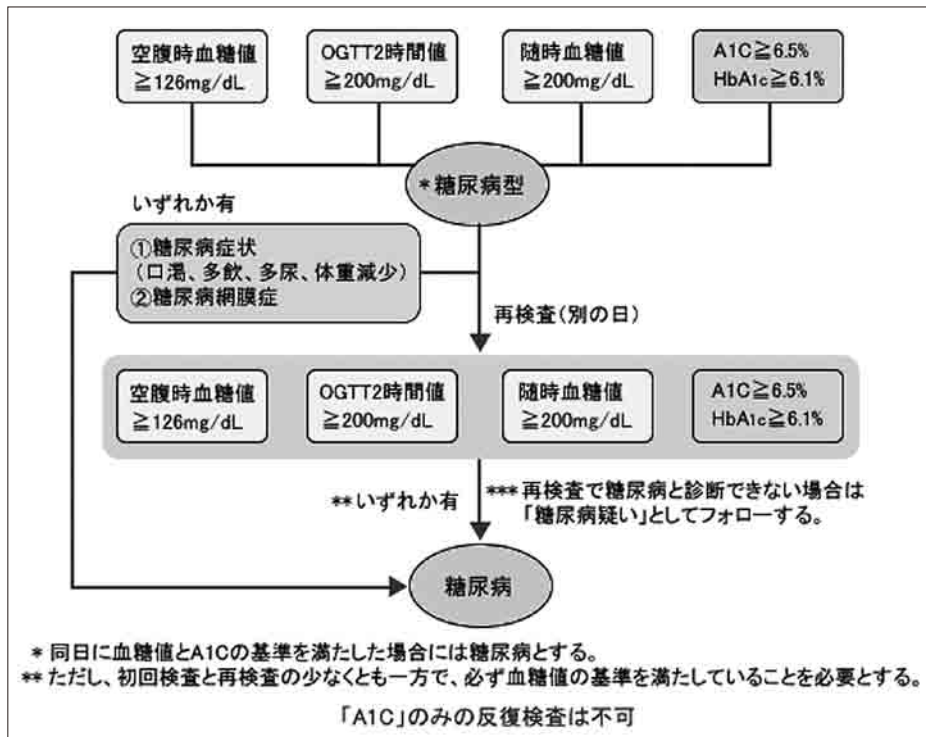 空腹時血糖値
≧126mg/dL
OGTT2時間値
≧200mg/dL
随時血糖値
≧200mg/dL
A1C≧6.5%
HbA1c≧6.1%
*糖尿病型
いずれか有
①糖尿病症状
(口渇、多飲、多尿、体重減少)
②糖尿病網膜症
再検査(別の日)
空腹時血糖値
≧126mg/dL
OGTT2時間値
≧200mg/dL
随時血糖値
≧200mg/dL
A1C≧6.5%
HbA1c≧6.1%
**いずれか有
***再検査で糖尿病と診断できない場合は
「糖尿病疑い」としてフォローする。
糖尿病
* 同日に血糖値とA1Cの基準を満たした場合には糖尿病とする。
** ただし、初回検査と再検査の少なくとも一方で、必ず血糖値の基準を満たしていることを必要とする。
「A1C」のみの反復検査は不可